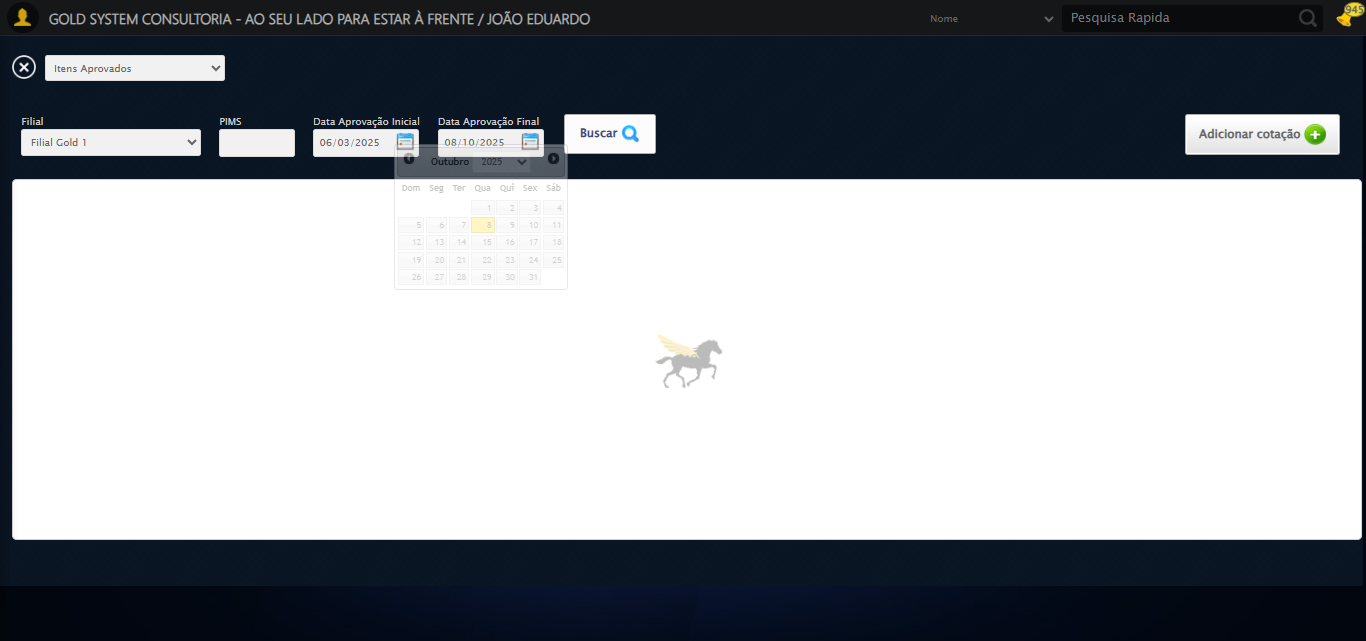 GOLD SYSTEM CONSULTORIA - AO SEU LADO PARA ESTAR À FRENTE / JOÃO EDUARDO
Nome
Pesquisa Rapida
945
Itens Aprovados
Filial
PIMS
Data Aprovação Inicial
Data Aprovação Final
Filial Gold 1
06/03/2025
08/10/2025
Buscar
Adicionar cotação
Outubro 2025
Dom Seg Ter Qua Qui Sex Sáb
1 2 3 4
5 6 7 8 9 10 11
12 13 14 15 16 17 18
19 20 21 22 23 24 25
26 27 28 29 30 31